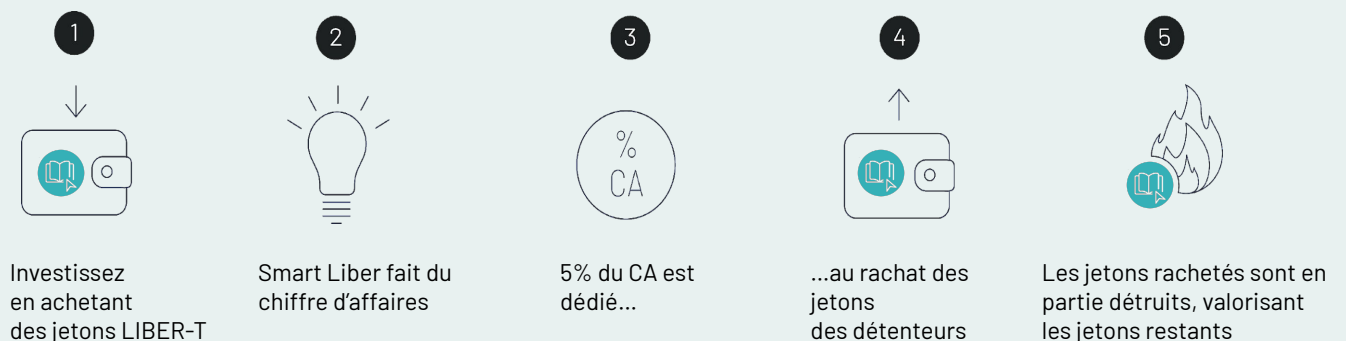 1
2
3
4
5
%
CA
Investissez
en achetant
des jetons LIBER-T
Smart Liber fait du
chiffre d'affaires
5% du CA est
dédié...
...au rachat des
jetons
des détenteurs
Les jetons rachetés sont en
partie détruits, valorisant
les jetons restants